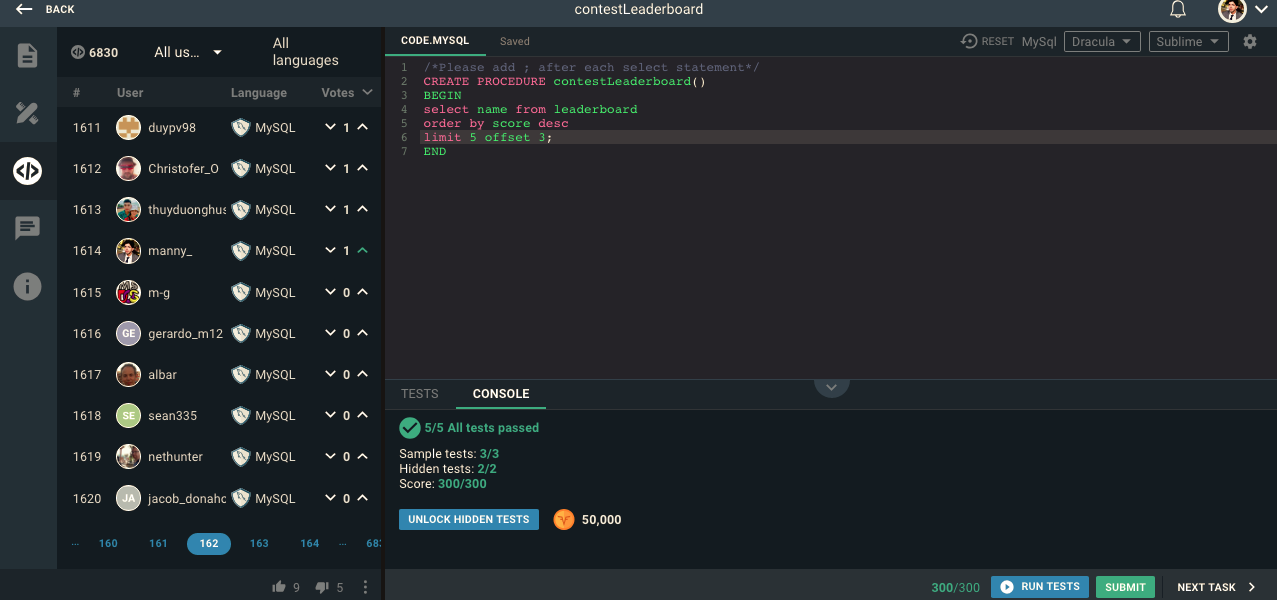 BACK
contestLeaderboard
6830
All us...
All languages
#
User
Language
Votes
1611 duypv98 MySQL 1
1612 Christofer_O MySQL 1
1613 thuyduonghus MySQL 1
1614 manny_ MySQL 1
1615 m-g MySQL 0
1616 GE gerardo_m12 MySQL 0
1617 albar MySQL 0
1618 SE sean335 MySQL 0
1619 nethunter MySQL 0
1620 JA jacob_donaho MySQL 0
... 160 161 162 163 164 ... 683
9 5
CODE.MYSQL
Saved
RESET MySql Dracula Sublime
1 /*Please add ; after each select statement*/
2 CREATE PROCEDURE contestLeaderboard()
3 BEGIN
4 select name from leaderboard
5 order by score desc
6 limit 5 offset 3;
7 END
TESTS
CONSOLE
5/5 All tests passed
Sample tests: 3/3
Hidden tests: 2/2
Score: 300/300
UNLOCK HIDDEN TESTS
50,000
300/300
RUN TESTS
SUBMIT
NEXT TASK